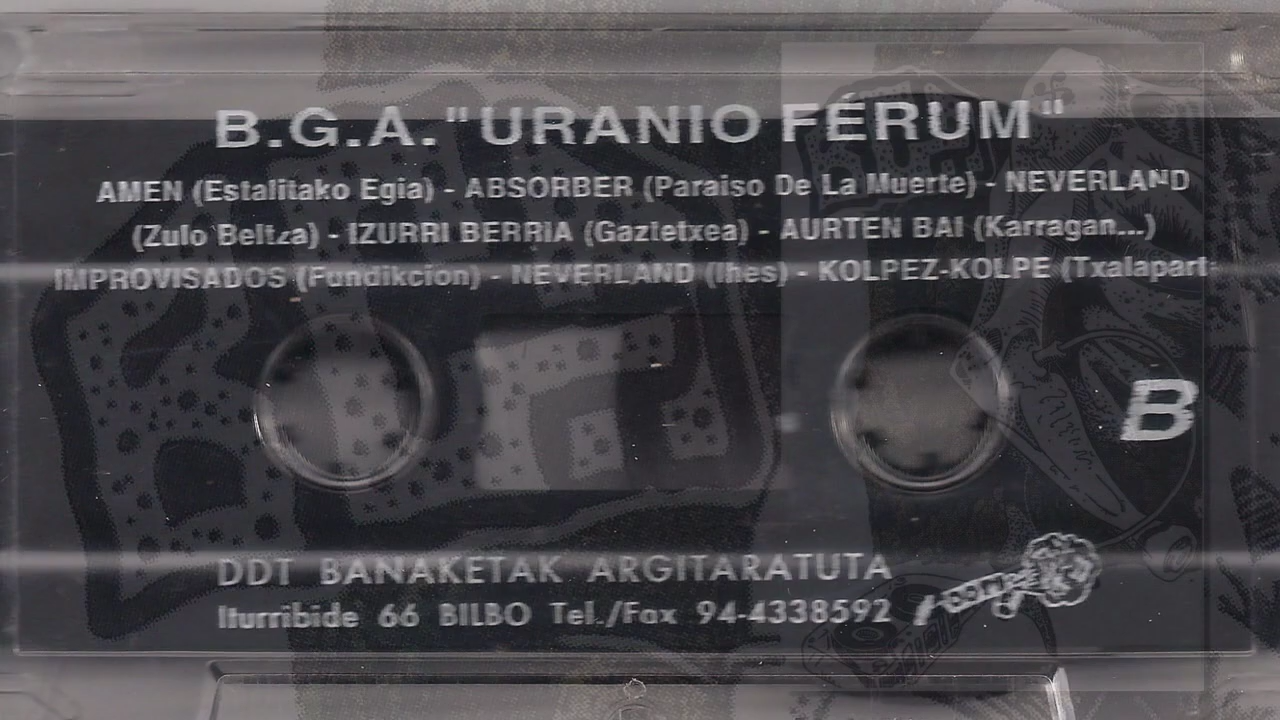 B.G.A. "URANIO FÉRUM"
AMEN (Estalitako Egia) - ABSORBER (Paraiso De La Muerte) - NEVERLAND
(Zulo Beltza) - IZURRI BERRIA (Gaztetxea) - AURTEN BAI (Karragan...)
IMPROVISADOS (Fundikcion) - NEVERLAND (Ihes) - KOLPEZ-KOLPE (Txalapart
B
DDT BANAKETAK ARGITARATUTA
Iturribide 66 BILBO Tel./Fax 94-4338592